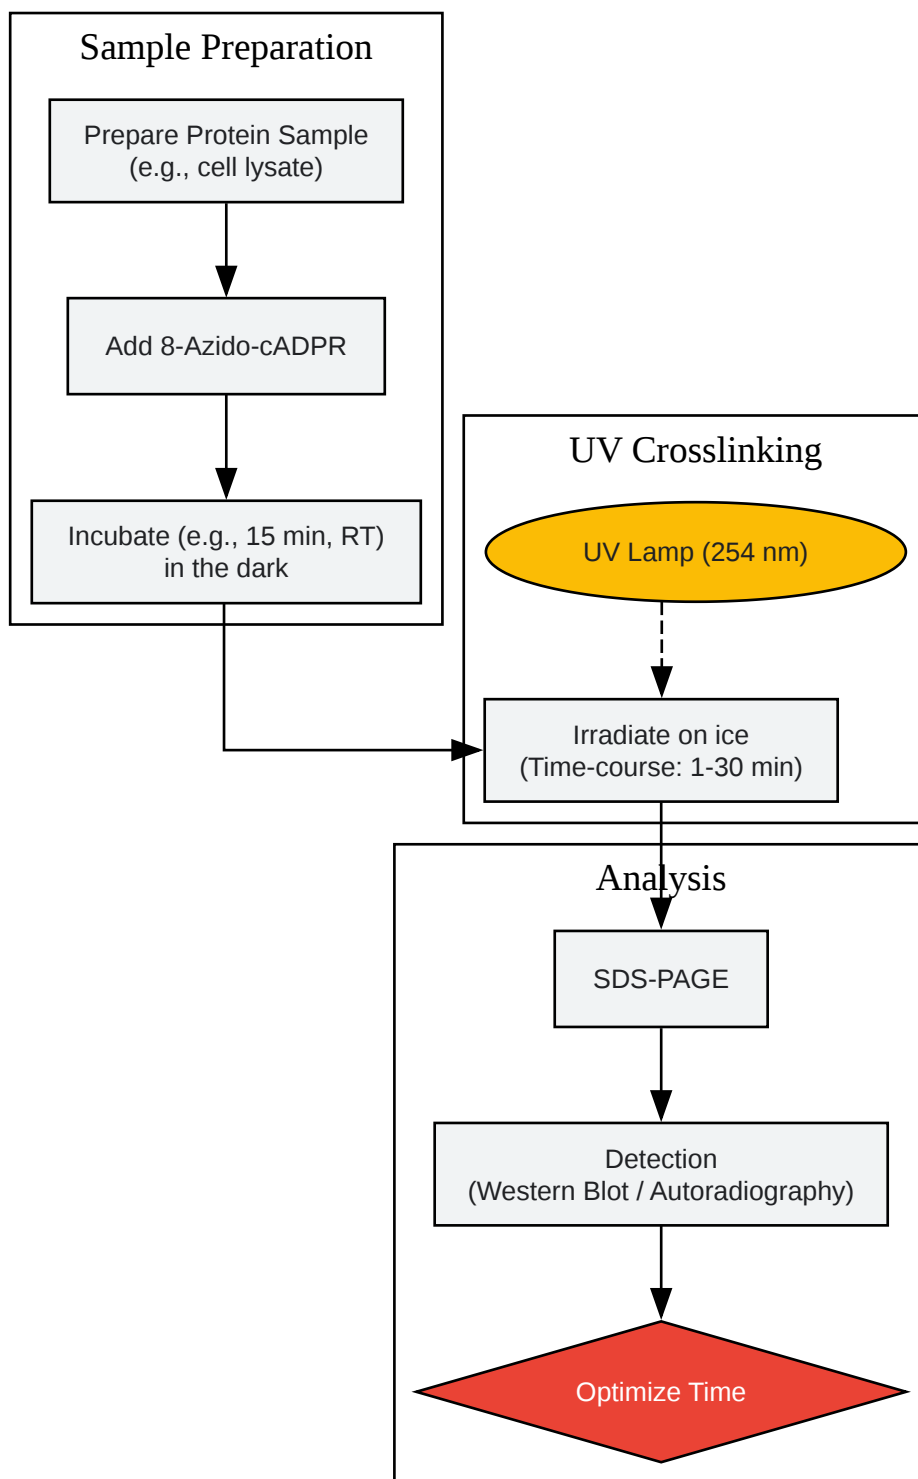 Sample Preparation
Prepare Protein Sample
(e.g., cell lysate)
Add 8-Azido-cADPR
Incubate (e.g., 15 min, RT)
in the dark
UV Crosslinking
UV Lamp (254 nm)
Irradiate on ice
(Time-course: 1-30 min)
Analysis
SDS-PAGE
Detection
(Western Blot / Autoradiography)
Optimize Time